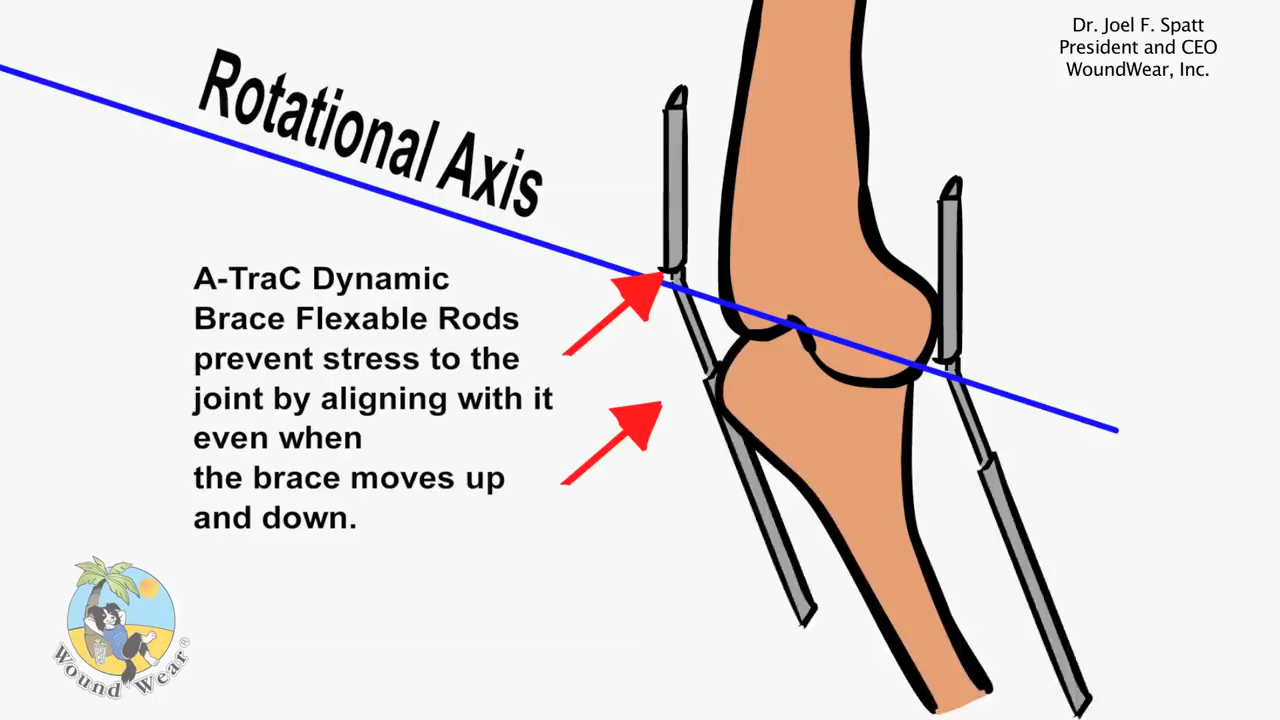 Dr. Joel F. Spatt
President and CEO
WoundWear, Inc.
Rotational Axis
A-TraC Dynamic
Brace Flexable Rods
prevent stress to the
joint by aligning with it
even when
the brace moves up
and down.
Wound Wear®